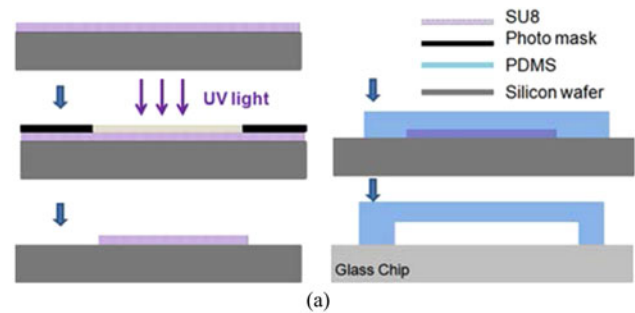 SU8
Photo mask
PDMS
Silicon wafer
UV light
Glass Chip
(a)